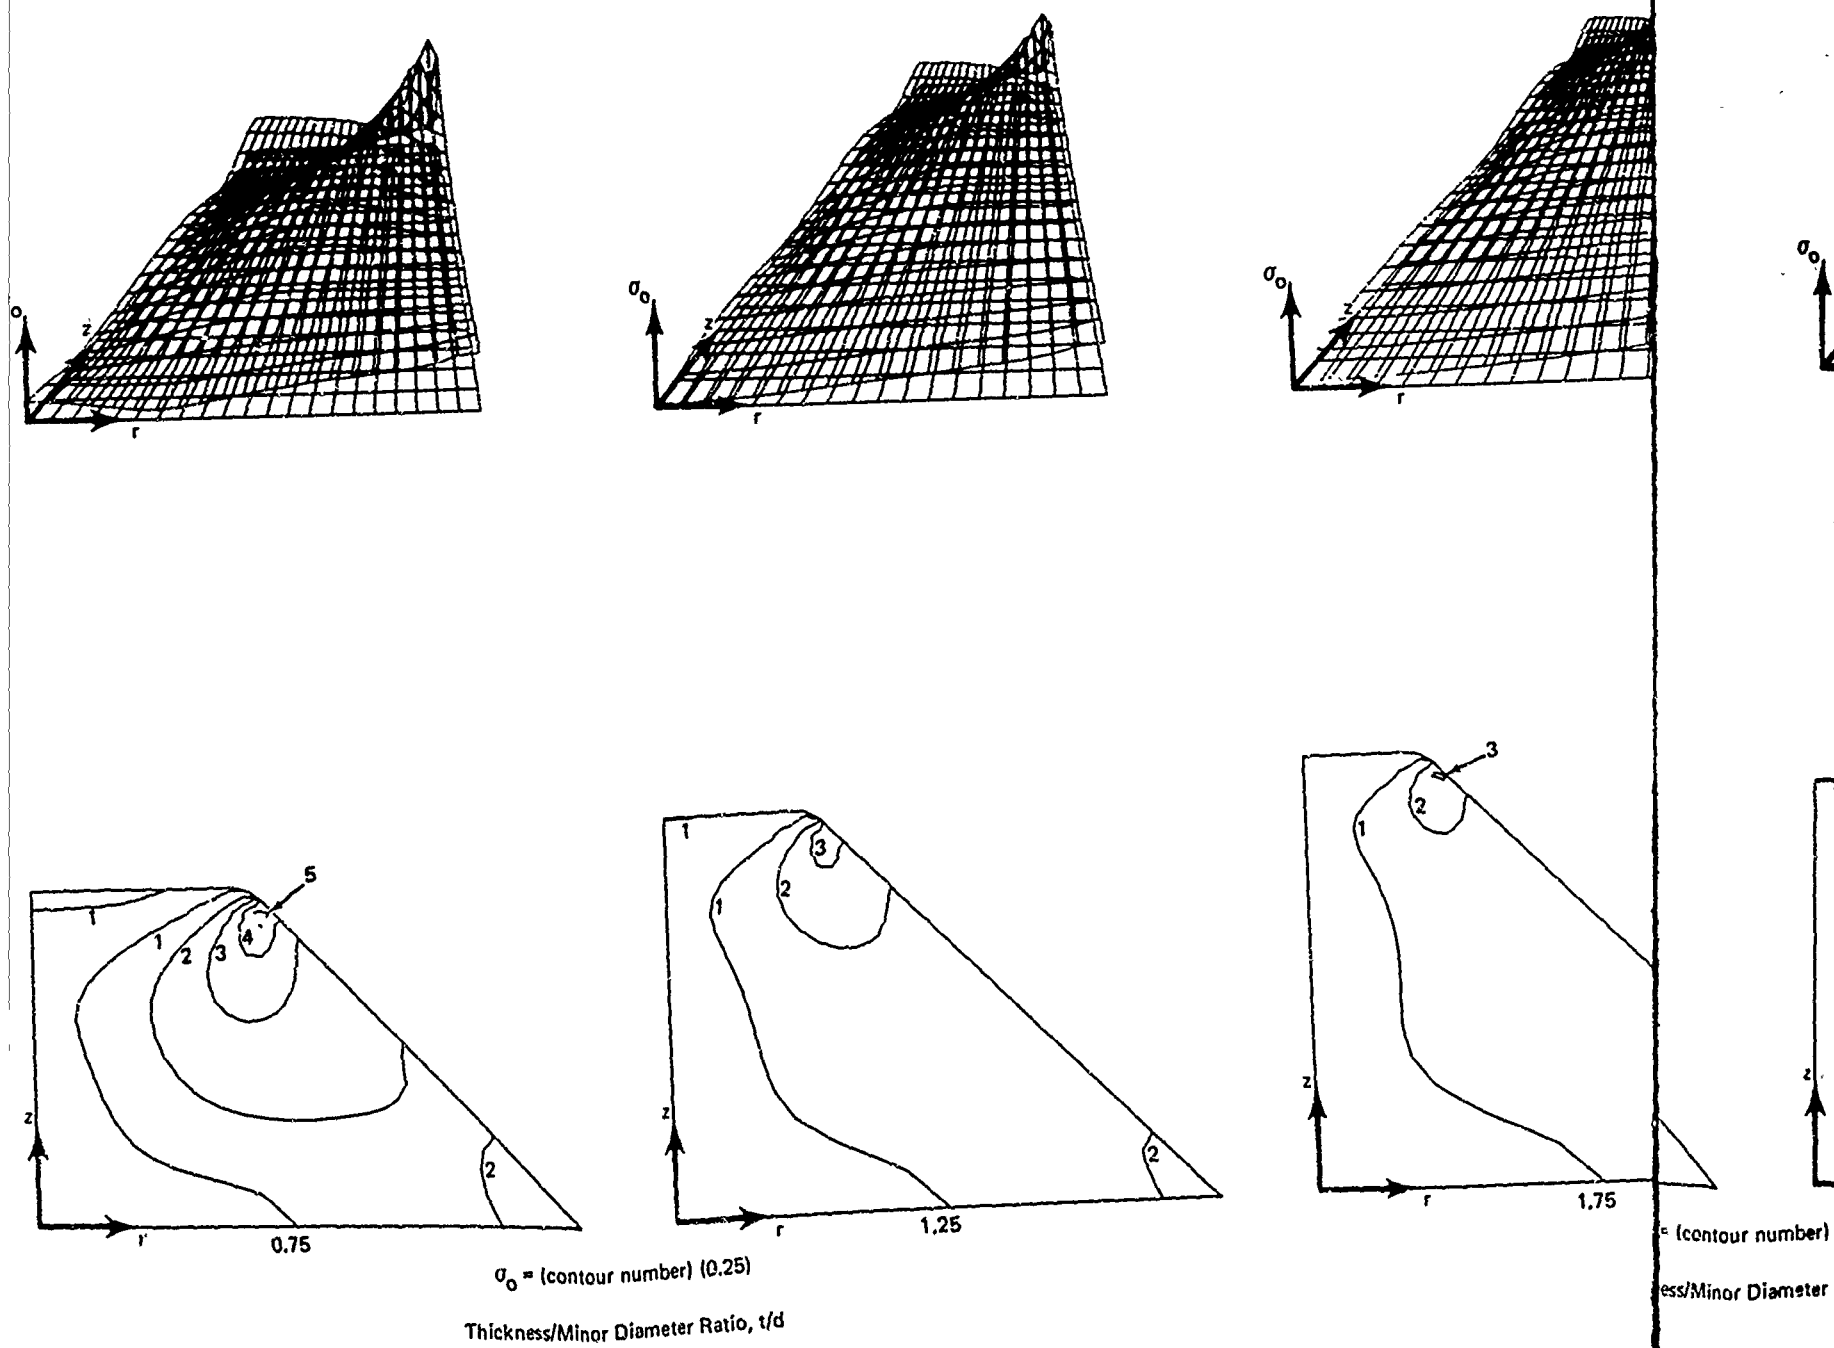 o
z
r
σo
z
r
σo
z
r
σo
5
1
1
2
3
4
2
z
r
0.75
1
3
2
1
2
z
r
1.25
3
2
1
z
r
1.75
z
σo = (contour number) (0.25)
= (contour number)
Thickness/Minor Diameter Ratio, t/d
ess/Minor Diameter